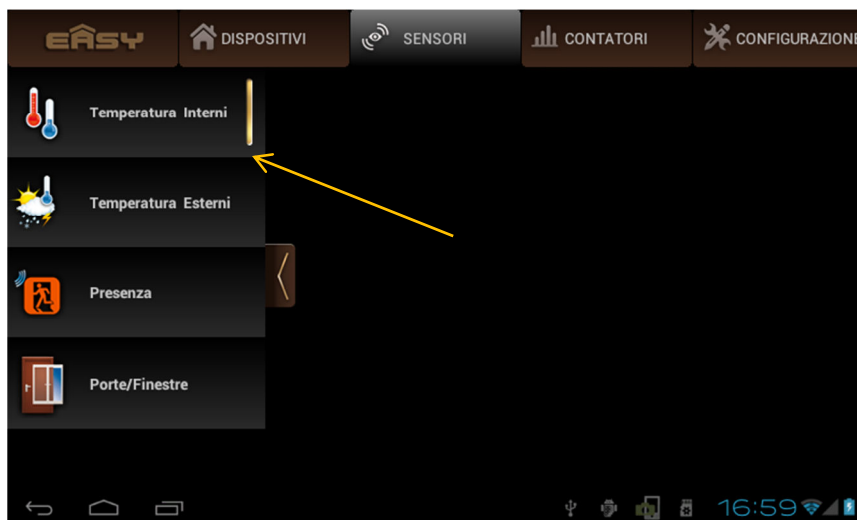 EASY
DISPOSITIVI
SENSORI
CONTATORI
CONFIGURAZIONE
Temperatura Interni
Temperatura Esterni
Presenza
Porte/Finestre
16:59